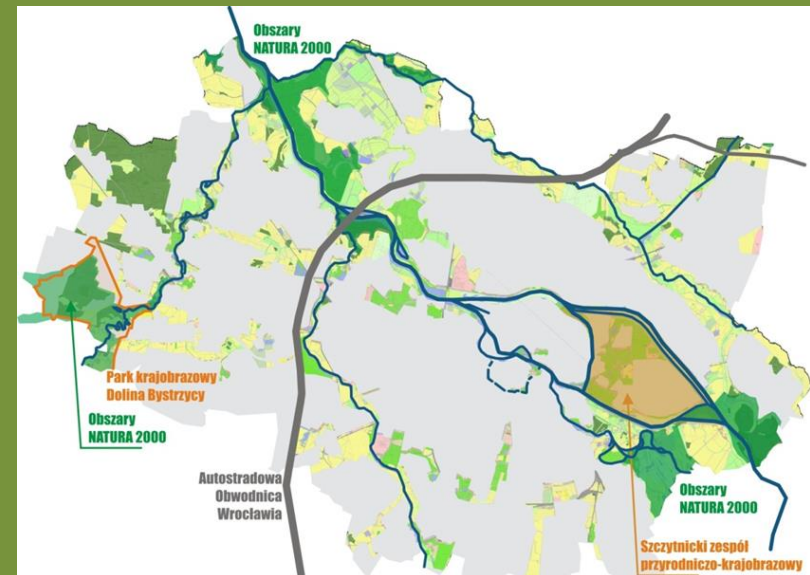 Obszary
NATURA 2000
Park krajobrazowy
Dolina Bystrzycy
Obszary
NATURA 2000
Autostradowa
Obwodnica
Wrocławia
Obszary
NATURA 2000
Szczytnicki zespół
przyrodniczo-krajobrazowy